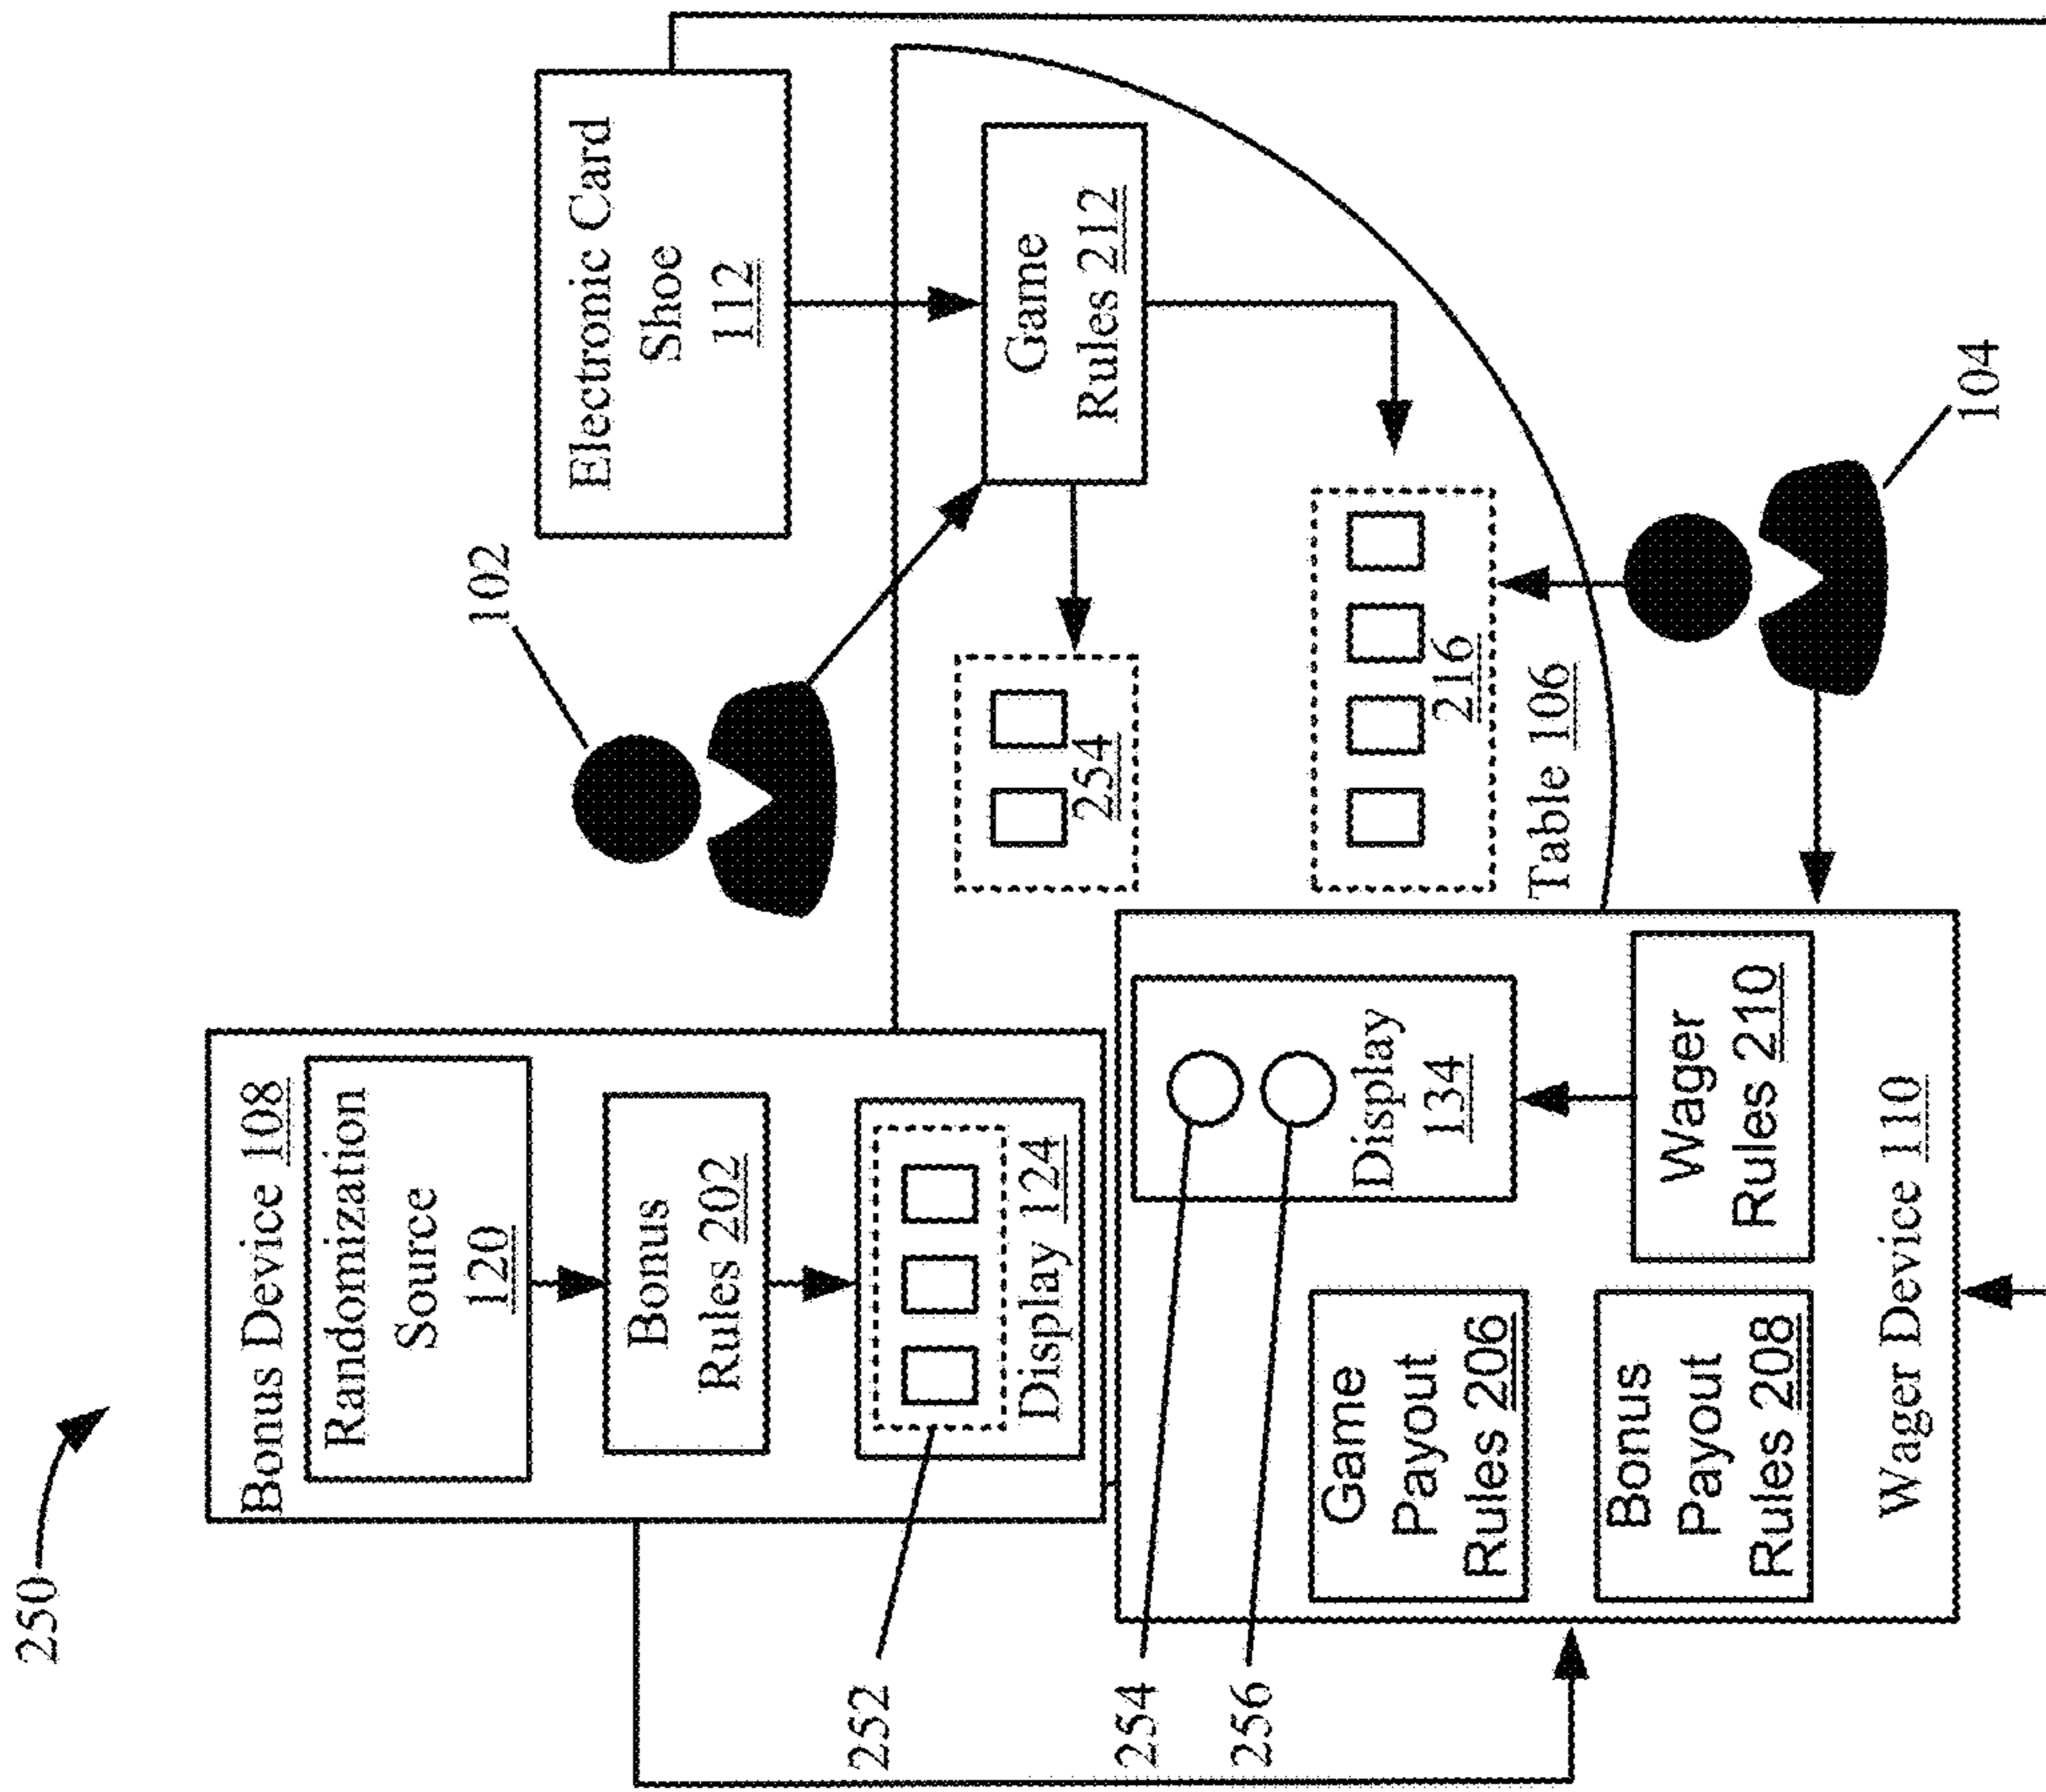 250
Bonus Device 108
Randomization
Source
120
Bonus
Rules 202
Display 124
252
102
Electronic Card
Shoe
112
Game
Rules 212
254
216
Table 106
104
Display
134
254
256
Game
Payout
Rules 206
Bonus
Payout
Rules 208
Wager
Rules 210
Wager Device 110